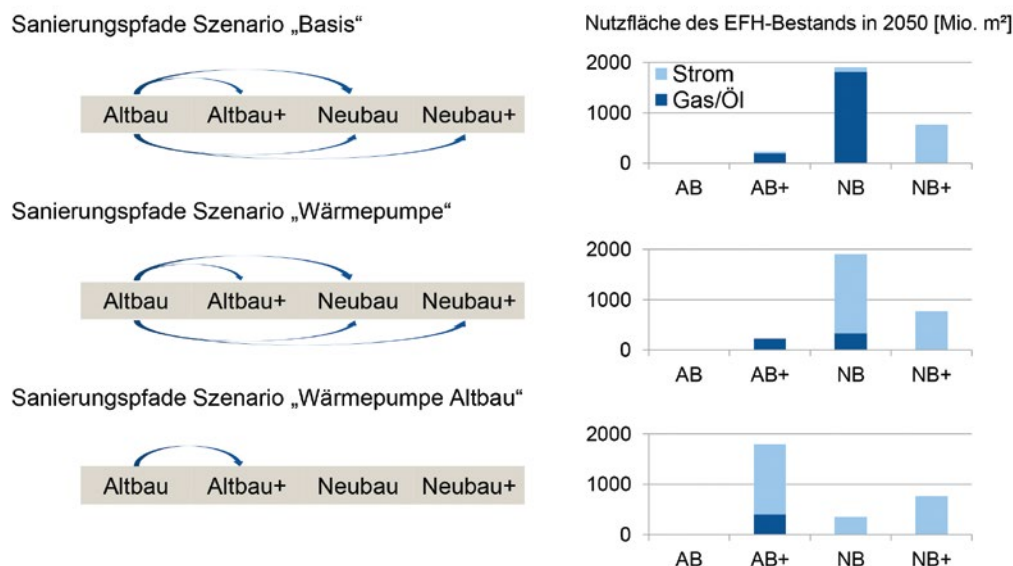 Sanierungspfade Szenario „Basis“
Altbau Altbau+ Neubau Neubau+
Nutzfläche des EFH-Bestands in 2050 [Mio. m²]
2000
1000
0
Strom
Gas/Öl
AB AB+ NB NB+
Sanierungspfade Szenario „Wärmepumpe“
Altbau Altbau+ Neubau Neubau+
2000
1000
0
AB AB+ NB NB+
Sanierungspfade Szenario „Wärmepumpe Altbau“
Altbau Altbau+ Neubau Neubau+
2000
1000
0
AB AB+ NB NB+